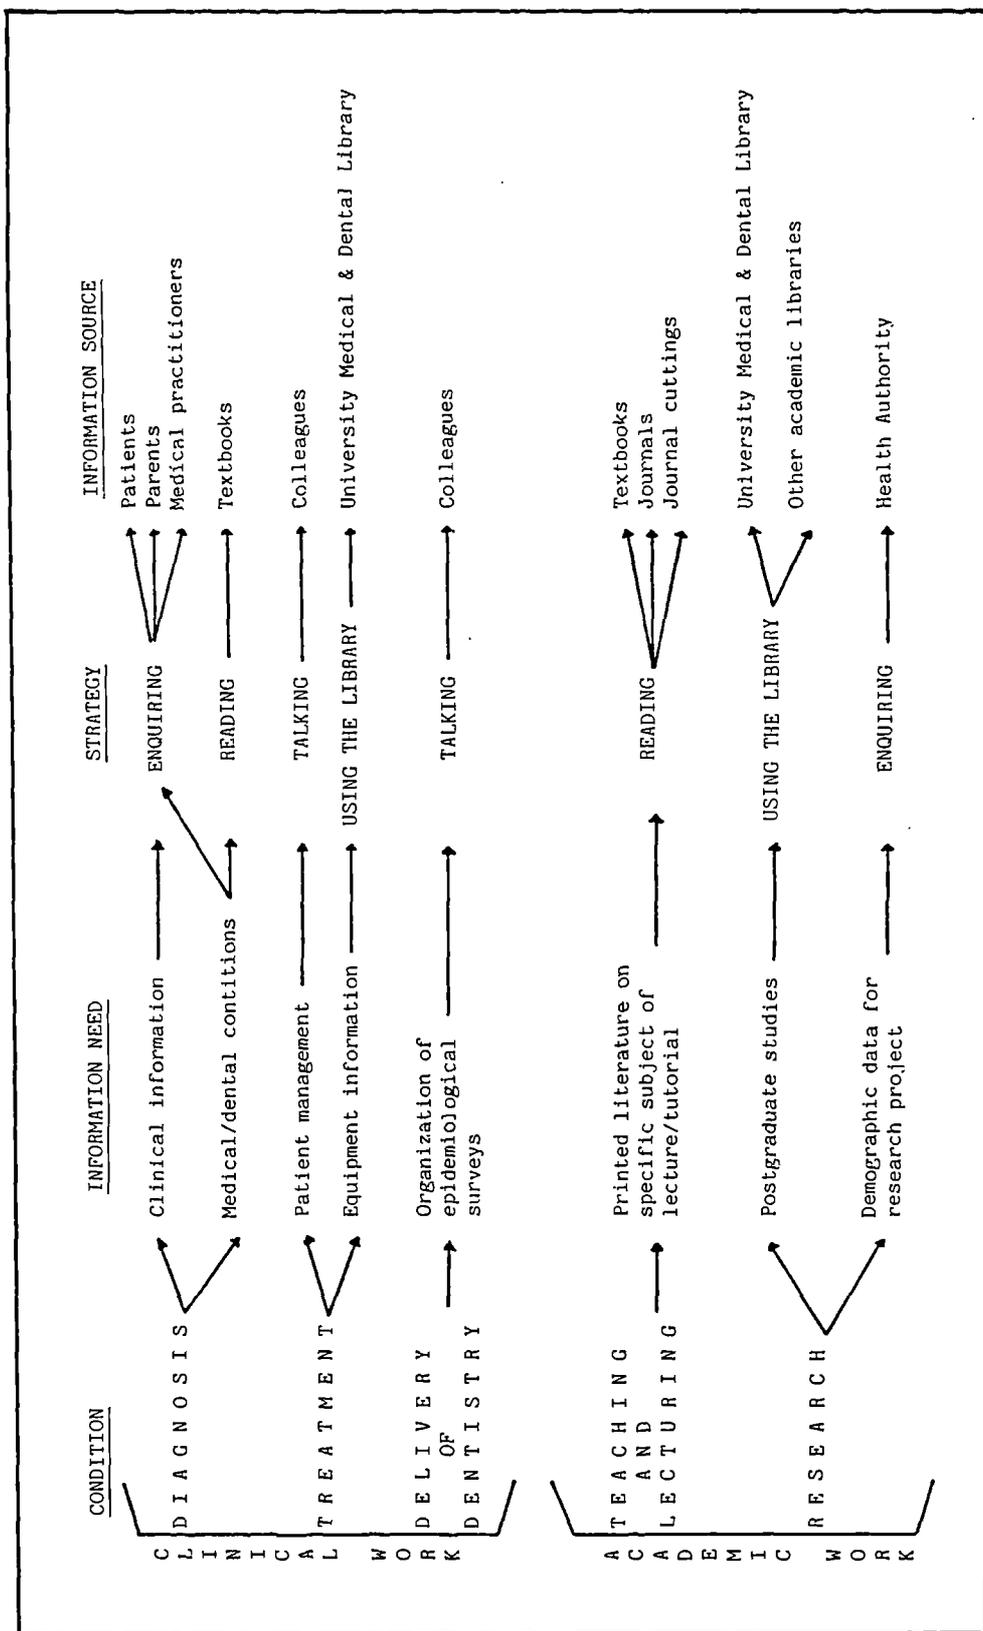 CONDITION INFORMATION NEED STRATEGY INFORMATION SOURCE
CLINICAL WORK
DIAGNOSIS
Clinical information
ENQUIRING
Patients
Parents
Medical practitioners
Medical/dental contitions
READING
Textbooks
TREATMENT
Patient management
TALKING
Colleagues
Equipment information
USING THE LIBRARY
University Medical & Dental Library
DELIVERY
OF
DENTISTRY
Organization of
epidemiological
surveys
TALKING
Colleagues
ACADEMIC WORK
TEACHING
AND
LECTURING
Printed literature on
specific subject of
lecture/tutorial
READING
Textbooks
Journals
Journal cuttings
RESEARCH
Postgraduate studies
USING THE LIBRARY
University Medical & Dental Library
Other academic libraries
Demographic data for
research project
ENQUIRING
Health Authority